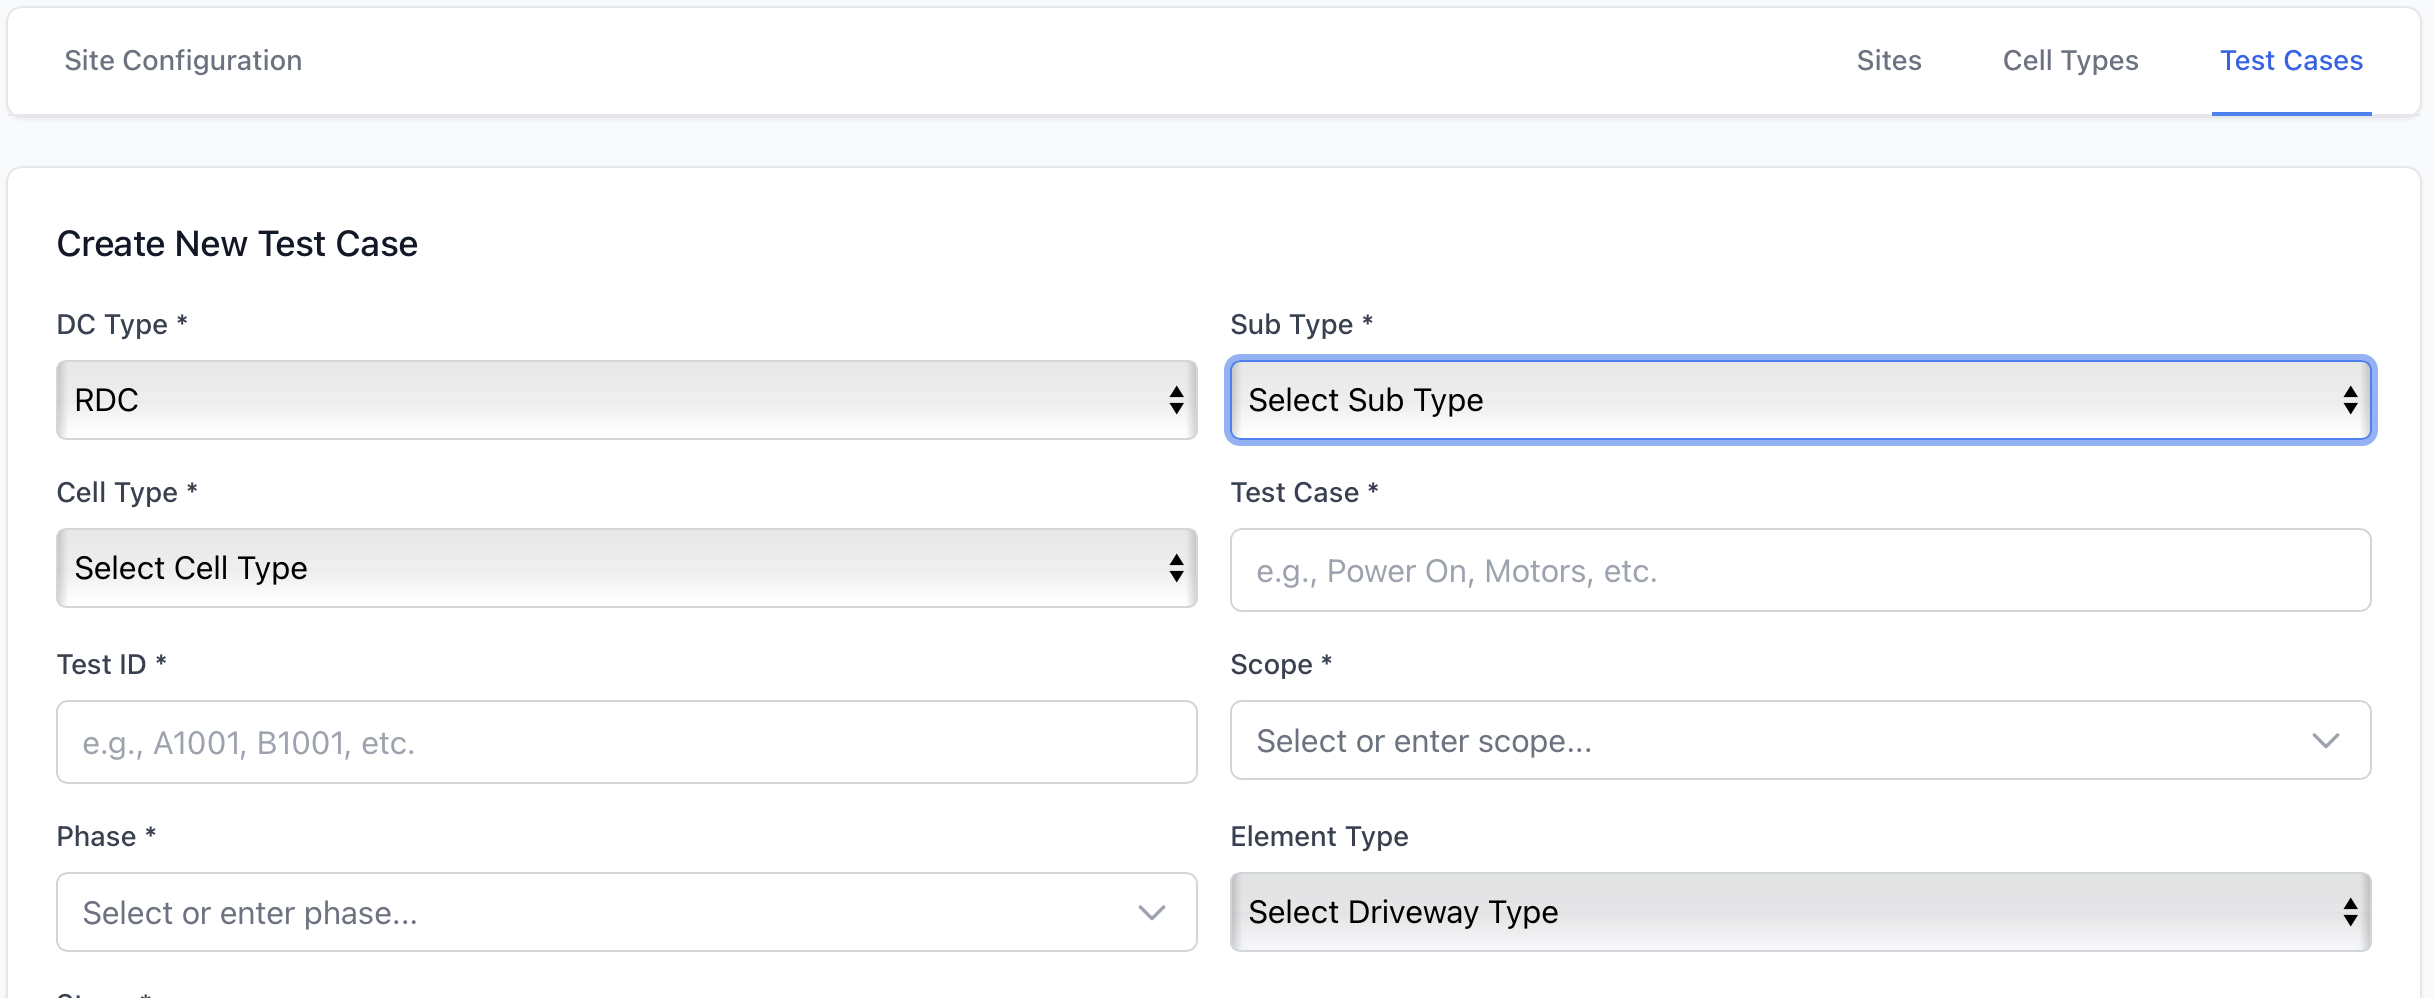 Site Configuration
Sites
Cell Types
Test Cases
Create New Test Case
DC Type *
Sub Type *
RDC
Select Sub Type
Cell Type *
Test Case *
Select Cell Type
e.g., Power On, Motors, etc.
Test ID *
Scope *
e.g., A1001, B1001, etc.
Select or enter scope...
Phase *
Element Type
Select or enter phase...
Select Driveway Type